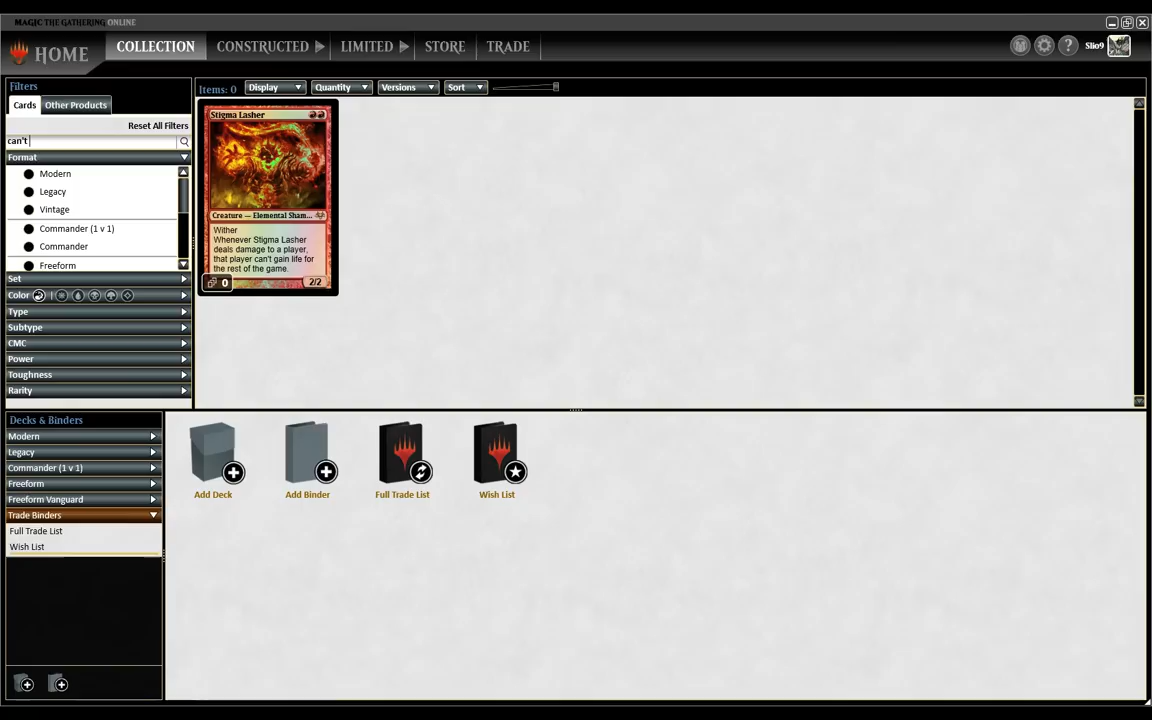 MAGIC THE GATHERING ONLINE
HOME
COLLECTION
CONSTRUCTED
LIMITED
STORE
TRADE
Slio9
Filters
Cards
Other Products
Reset All Filters
can't
Format
Modern
Legacy
Vintage
Commander (1 v 1)
Commander
Freeform
Set
Color
Type
Subtype
CMC
Power
Toughness
Rarity
Items: 0
Display
Quantity
Versions
Sort
Stigma Lasher
Creature — Elemental Sham...
Wither
Whenever Stigma Lasher
deals damage to a player,
that player can't gain life for
the rest of the game.
0
2/2
Decks & Binders
Modern
Legacy
Commander (1 v 1)
Freeform
Freeform Vanguard
Trade Binders
Full Trade List
Wish List
Add Deck
Add Binder
Full Trade List
Wish List